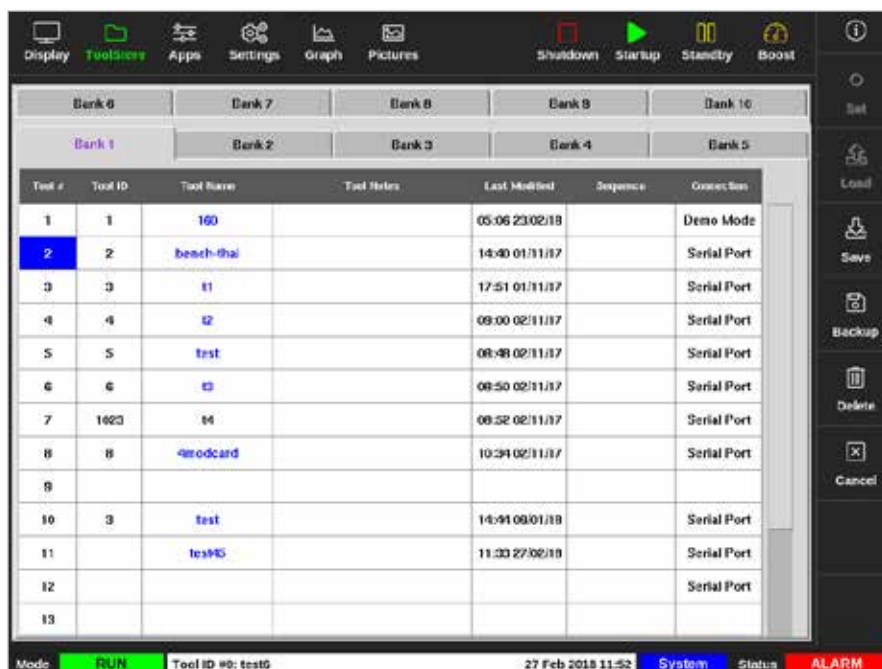 Display ToolStore Apps Settings Graph Pictures Shutdown Startup Standby Boost
Set
Load
Save
Backup
Delete
Cancel
Bank 6 Bank 7 Bank 8 Bank 9 Bank 10
Bank 1 Bank 2 Bank 3 Bank 4 Bank 5
Tool # Tool ID Tool Name Tool Notes Last Modified Sequence Connection
1 1 160 05:06 23/02/18 Demo Mode
2 2 bench-thai 14:40 01/11/17 Serial Port
3 3 t1 17:51 01/11/17 Serial Port
4 4 t2 09:00 02/11/17 Serial Port
5 5 test 08:48 02/11/17 Serial Port
6 6 t3 08:50 02/11/17 Serial Port
7 1023 t4 08:52 02/11/17 Serial Port
8 8 4modcard 10:34 02/11/17 Serial Port
9
10 3 test 14:44 Serial Port
11 test45 11:33 27/02/18 Serial Port
12 Serial Port
13
Mode RUN Tool ID #0: test6 27 Feb 2018 11:52 System Status ALARM